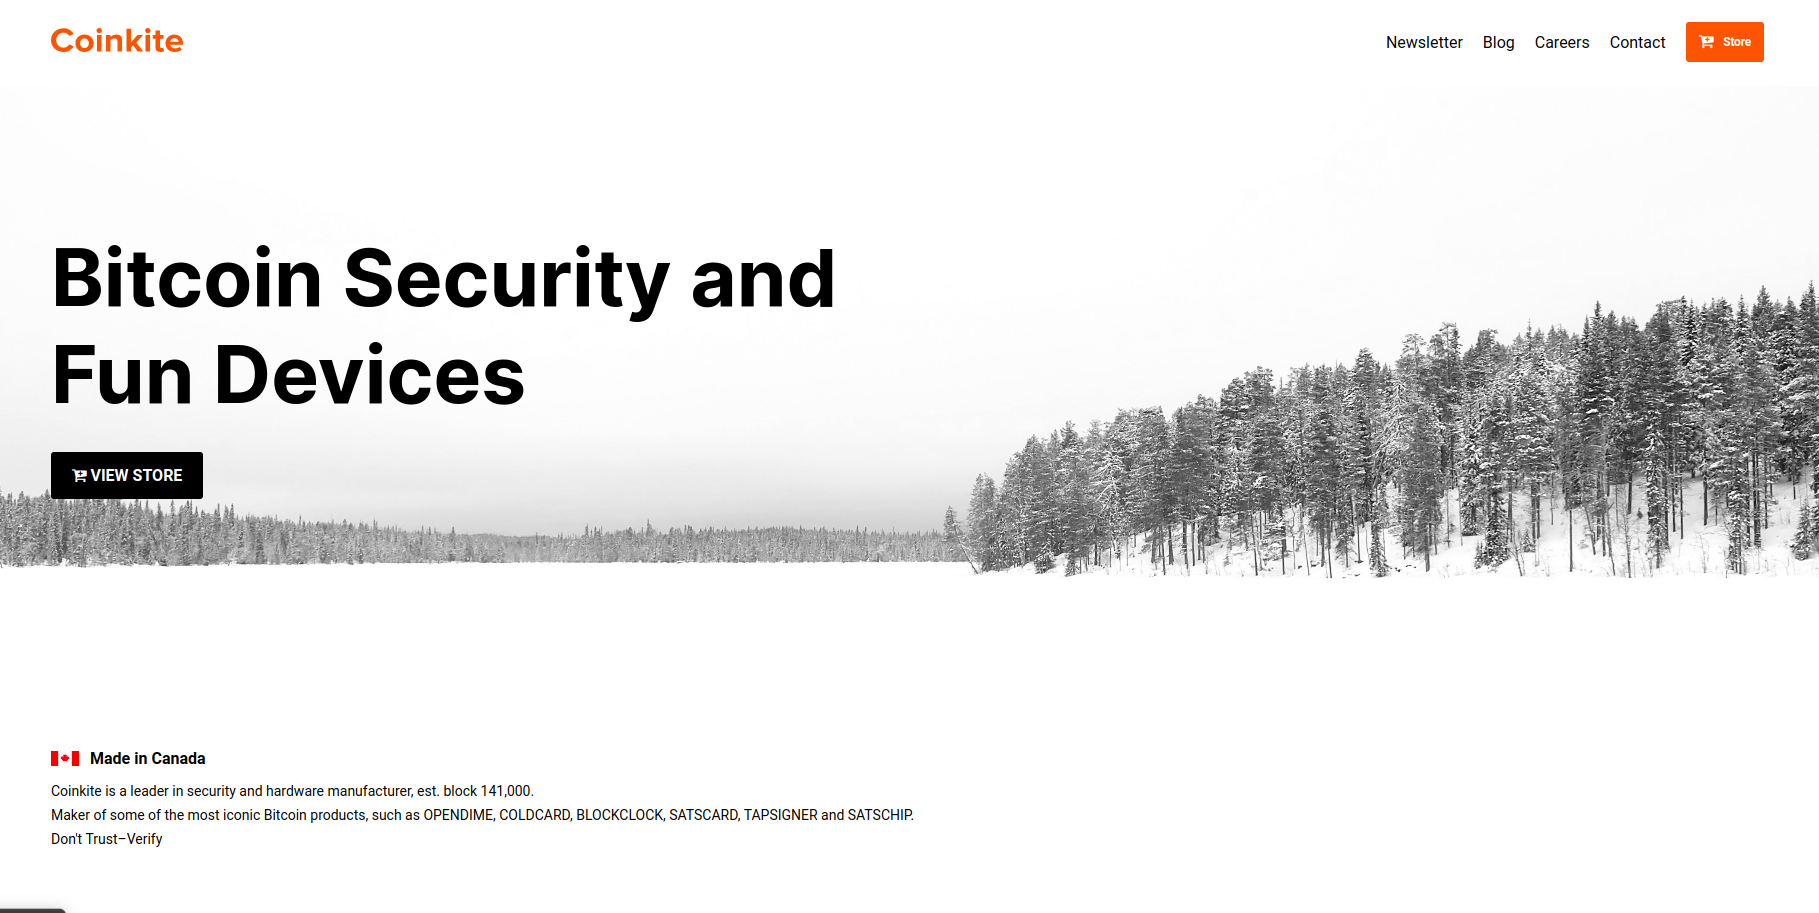 Coinkite
Newsletter Blog Careers Contact Store
Bitcoin Security and
Fun Devices
VIEW STORE
Made in Canada
Coinkite is a leader in security and hardware manufacturer, est. block 141,000.
Maker of some of the most iconic Bitcoin products, such as OPENDIME, COLDCARD, BLOCKCLOCK, SATSCARD, TAPSIGNER and SATSCHIP.
Don't Trust–Verify